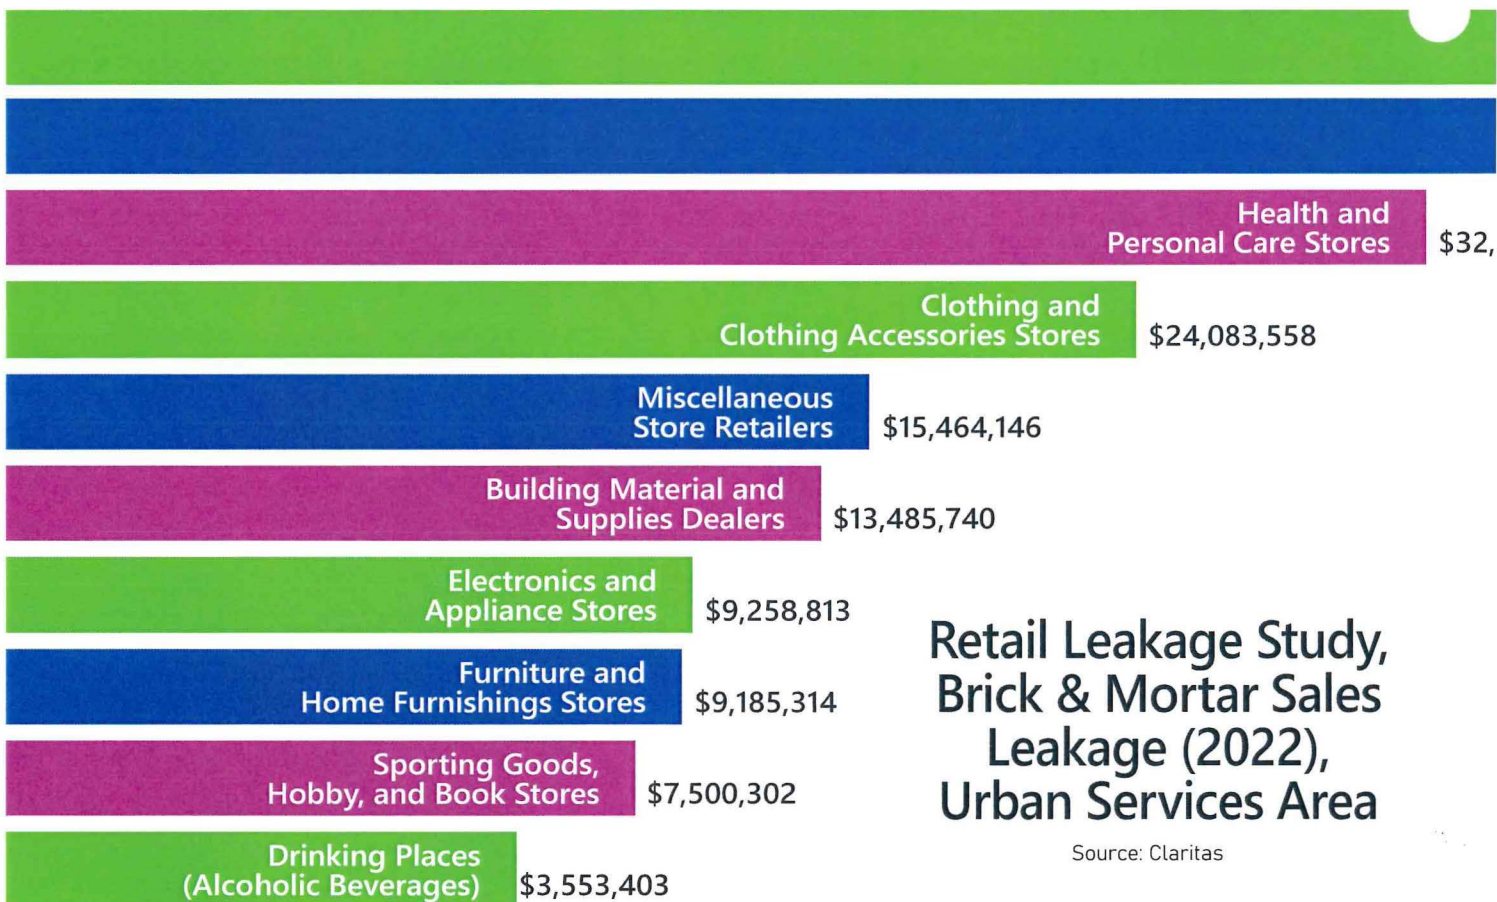 Health and
Personal Care Stores
$32,
Clothing and
Clothing Accessories Stores
$24,083,558
Miscellaneous
Store Retailers
$15,464,146
Building Material and
Supplies Dealers
$13,485,740
Electronics and
Appliance Stores
$9,258,813
Furniture and
Home Furnishings Stores
$9,185,314
Sporting Goods,
Hobby, and Book Stores
$7,500,302
Drinking Places
(Alcoholic Beverages)
$3,553,403
Retail Leakage Study,
Brick & Mortar Sales
Leakage (2022),
Urban Services Area
Source: Claritas